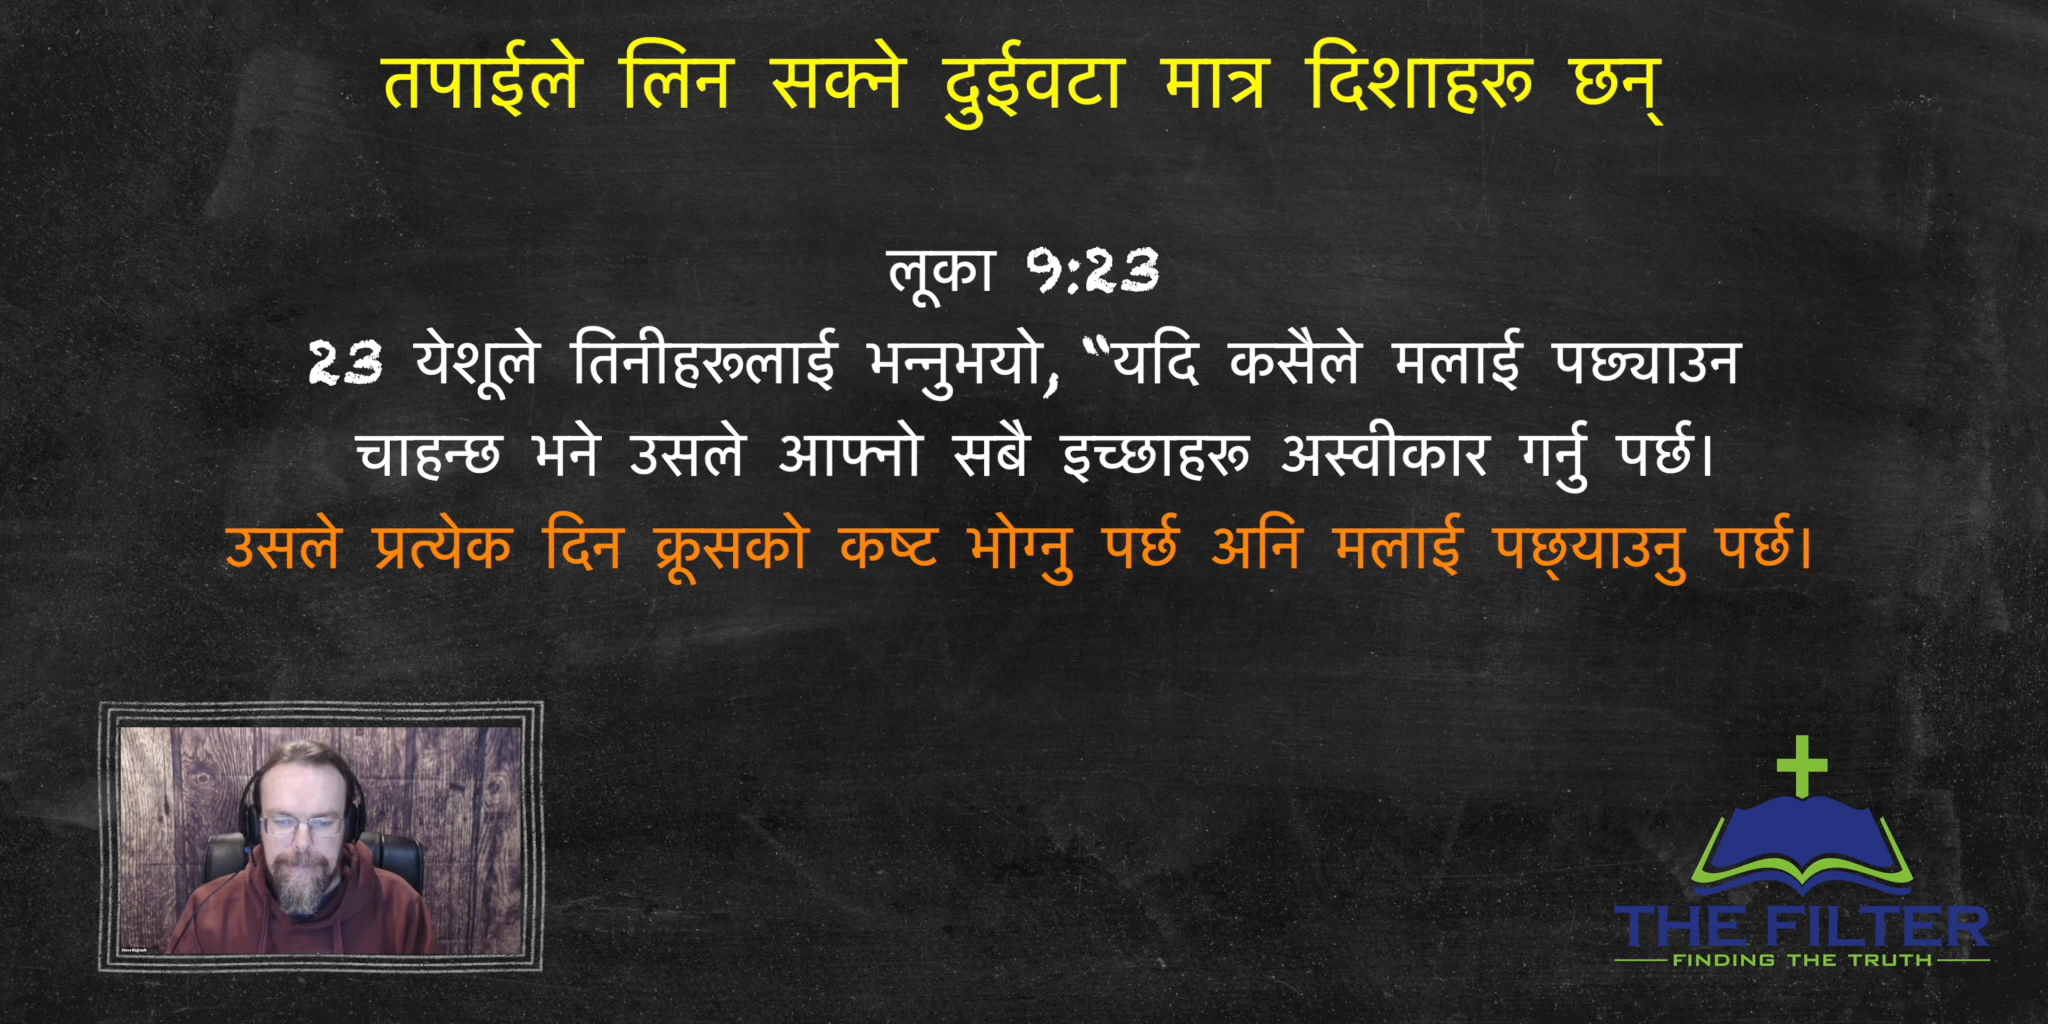 तपाईले लिन सक्ने दुईवटा मात्र दिशाहरू छन्
लूका 9:23
23 येशूले तिनीहरूलाई भन्नुभयो, “यदि कसैले मलाई पछ्याउन
चाहन्छ भने उसले आफ्नो सबै इच्छाहरू अस्वीकार गर्नु पर्छ।
उसले प्रत्येक दिन क्रूसको कष्ट भोग्नु पर्छ अनि मलाई पछ्‌याउनु पर्छ।
THE FILTER
FINDING THE TRUTH